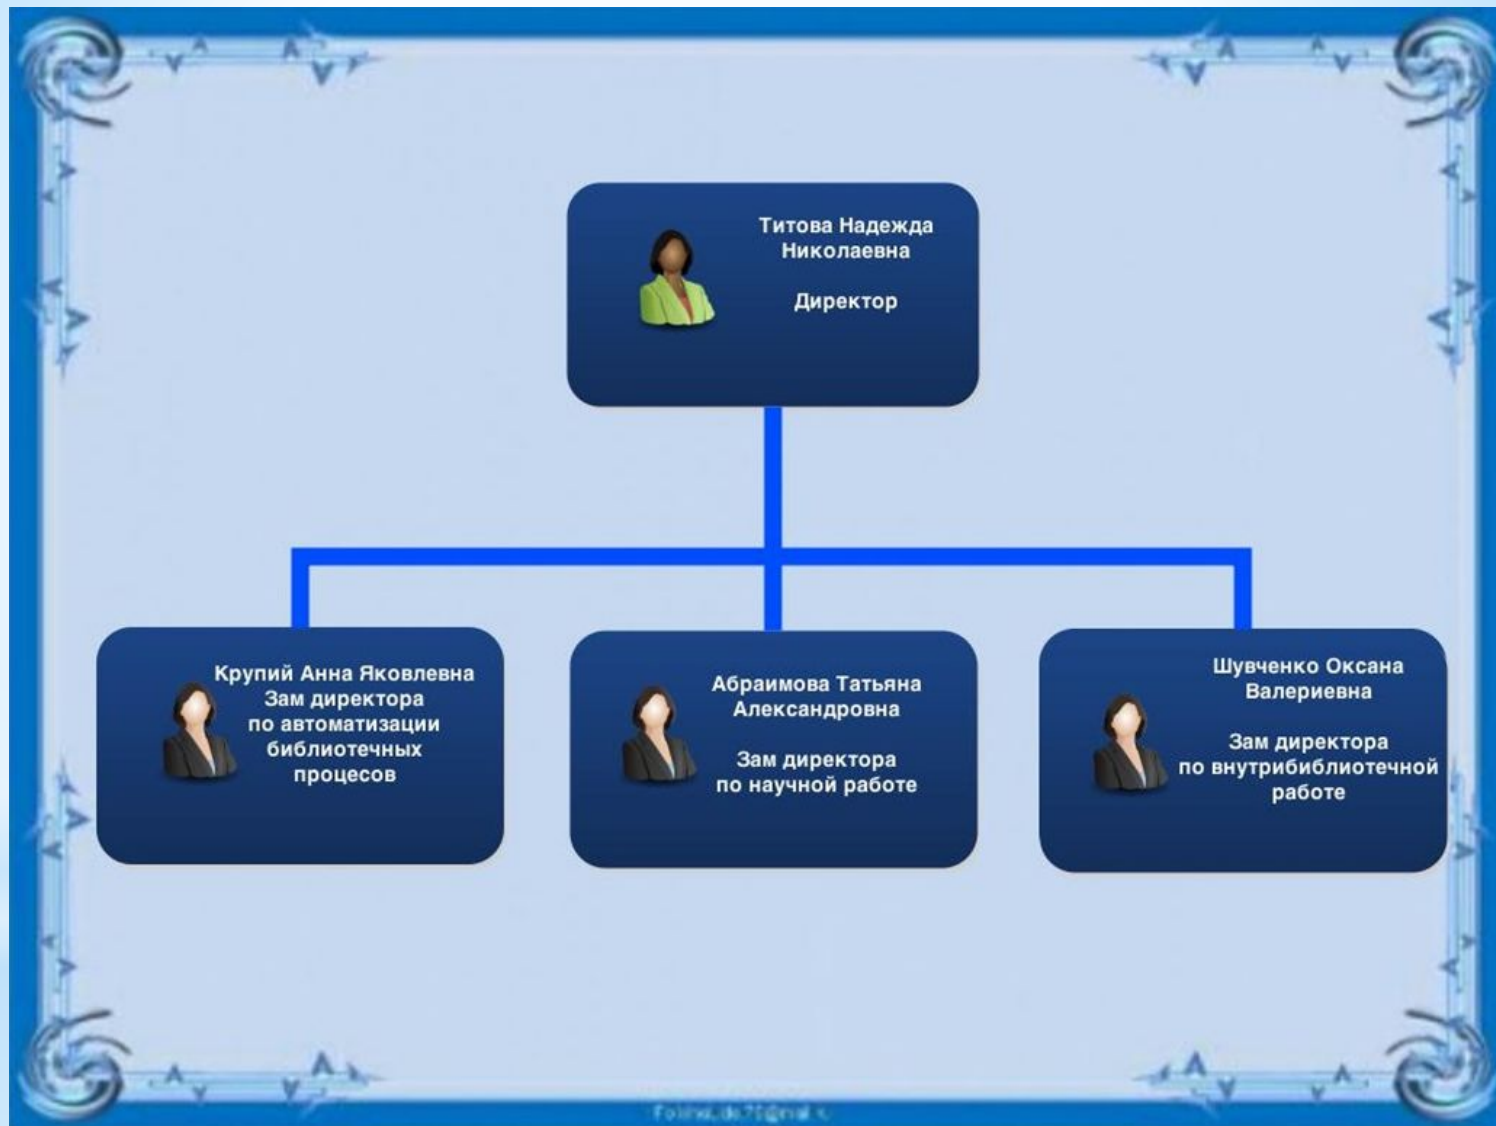 Титова Надежда
Николаевна
Директор
Крупий Анна Яковлевна
Зам директора
по автоматизации
библиотечных
процесов
Абраимова Татьяна
Александровна
Зам директора
по научной работе
Шувченко Оксана
Валериевна
Зам директора
по внутрибиблиотечной
работе